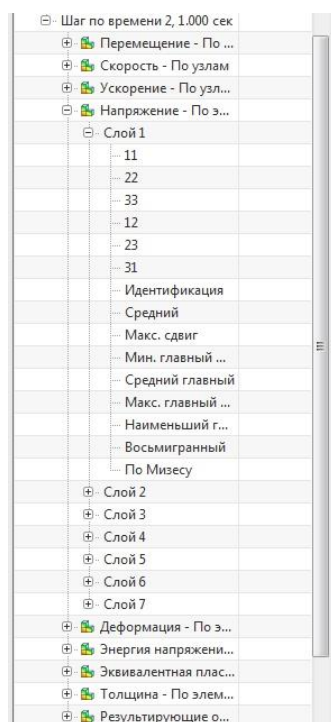 Шаг по времени 2, 1.000 сек
Перемещение - По ...
Скорость - По узлам
Ускорение - По узл...
Напряжение - По э...
Слой 1
11
22
33
12
23
31
Идентификация
Средний
Макс. сдвиг
Мин. главный ...
Средний главный
Макс. главный ...
Наименьший г...
Восьмигранный
По Мизесу
Слой 2
Слой 3
Слой 4
Слой 5
Слой 6
Слой 7
Деформация - По э...
Энергия напряжени...
Эквивалентная плас...
Толщина - По элем...
Результирующие о...